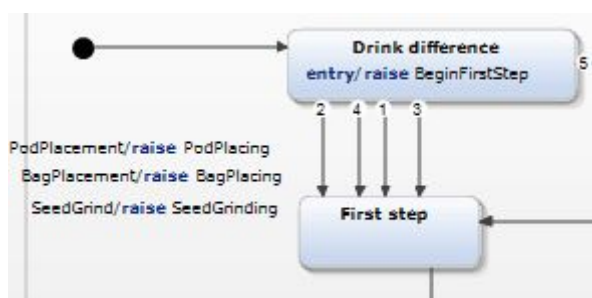 Drink difference
entry/raise BeginFirstStep
5
2 4 1 3
PodPlacement/raise PodPlacing
BagPlacement/raise BagPlacing
SeedGrind/raise SeedGrinding
First step